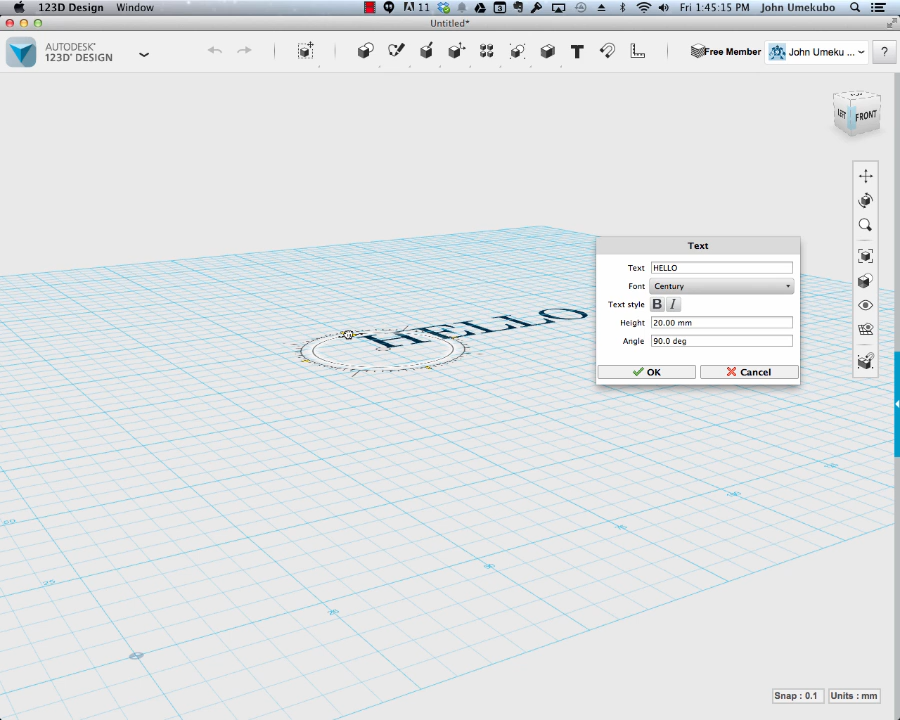 123D Design Window 11 3 Fri 1:45:15 PM John Umekubo
Untitled*
AUTODESK®
123D® DESIGN
T
Free Member
John Umeku ...
?
FRONT
HELLO
Text
Text HELLO
Font Century
Text style B I
Height 20.00 mm
Angle 90.0 deg
OK Cancel
25
Snap : 0.1 Units : mm